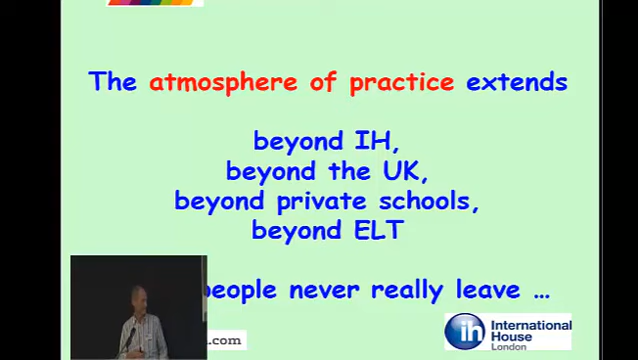 The atmosphere of practice extends
beyond IH,
beyond the UK,
beyond private schools,
beyond ELT
people never really leave ...
.com
International
House
London
ih